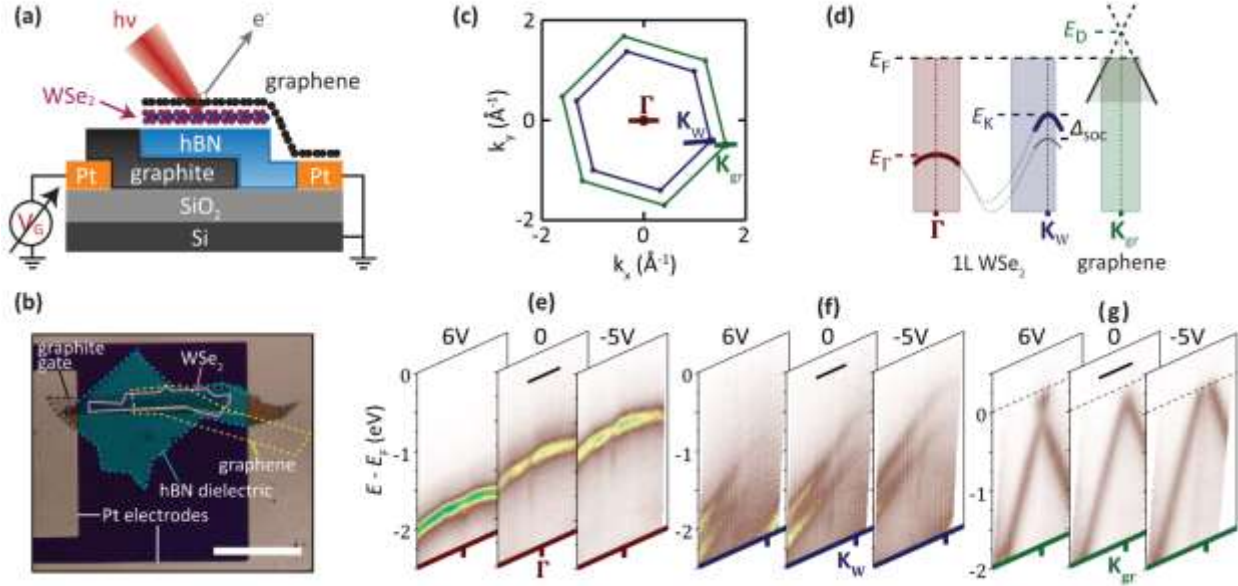 (a)
hν
e-
graphene
WSe₂
hBN
Pt
graphite
Pt
V_G
SiO₂
Si
(b)
graphite
gate
WSe₂
graphene
hBN dielectric
Pt electrodes
(c)
2
0
-2
-2
0
2
k_y (Å⁻¹)
k_x (Å⁻¹)
Γ
K_W
K_gr
(d)
E_D
E_F
E_K
Δ_SOC
E_Γ
Γ
K_W
K_gr
1L WSe₂
graphene
(e)
6V
0
-5V
0
-1
-2
E - E_F (eV)
Γ
(f)
6V
0
-5V
K_W
(g)
6V
0
-5V
0
-1
-2
K_gr